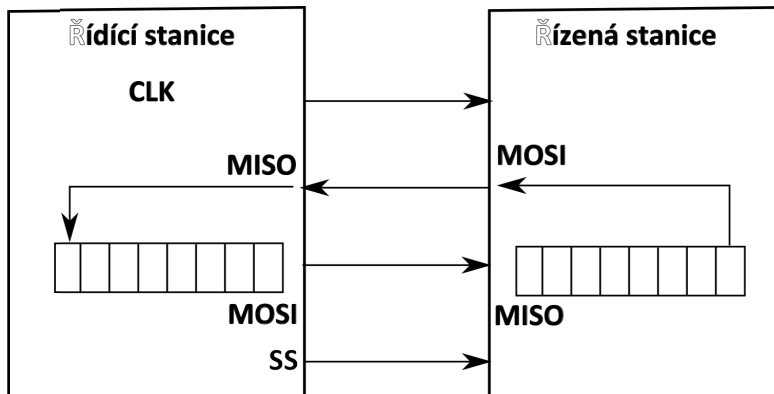 Řídící stanice
Řízená stanice
CLK
MISO
MOSI
MOSI
MISO
SS